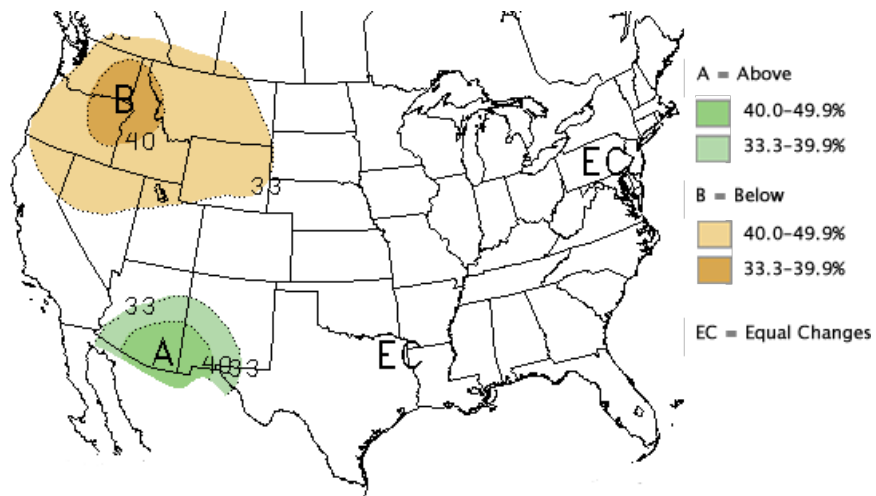 33
B
40
33
EC
33
A
40
33
EC
A = Above
40.0-49.9%
33.3-39.9%
B = Below
40.0-49.9%
33.3-39.9%
EC = Equal Changes